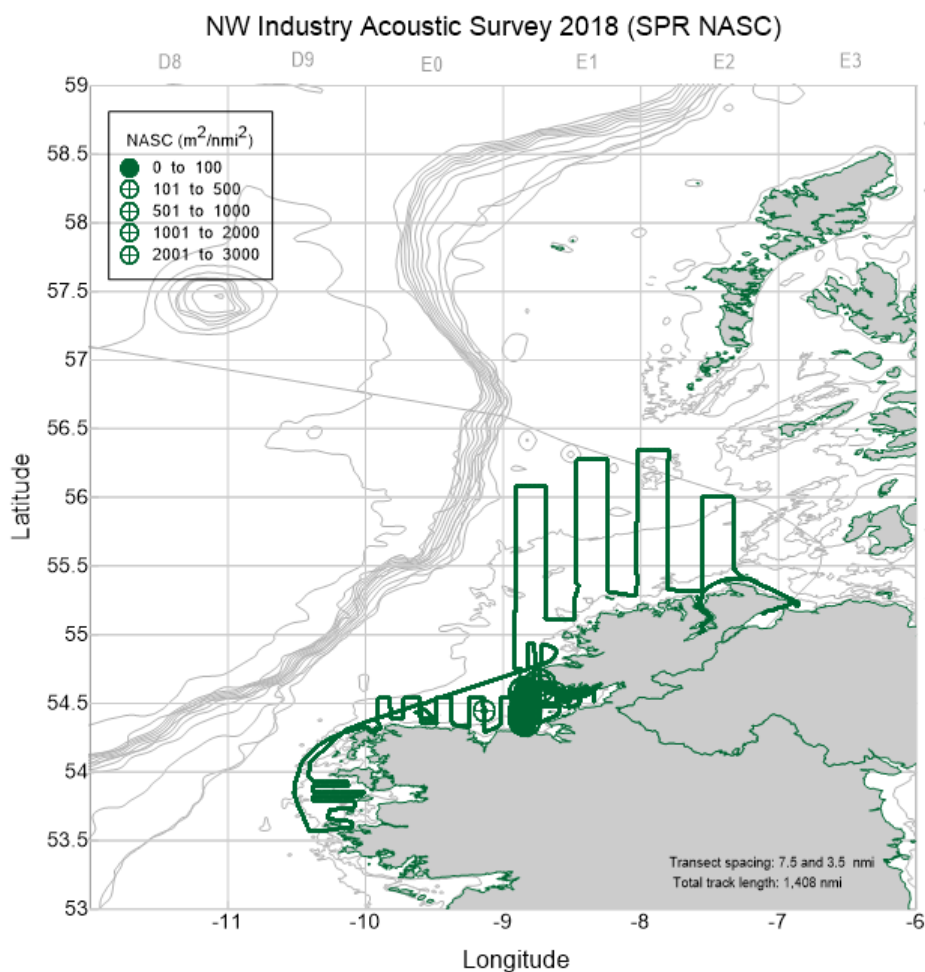 NW Industry Acoustic Survey 2018 (SPR NASC)
D8 D9 E0 E1 E2 E3
59
NASC (m2/nmi2)
0 to 100
101 to 500
501 to 1000
1001 to 2000
2001 to 3000
58.5
58
57.5
57
56.5
56
55.5
55
54.5
54
53.5
53
Latitude
Transect spacing: 7.5 and 3.5 nmi
Total track length: 1,408 nmi
-11 -10 -9 -8 -7 -6
Longitude